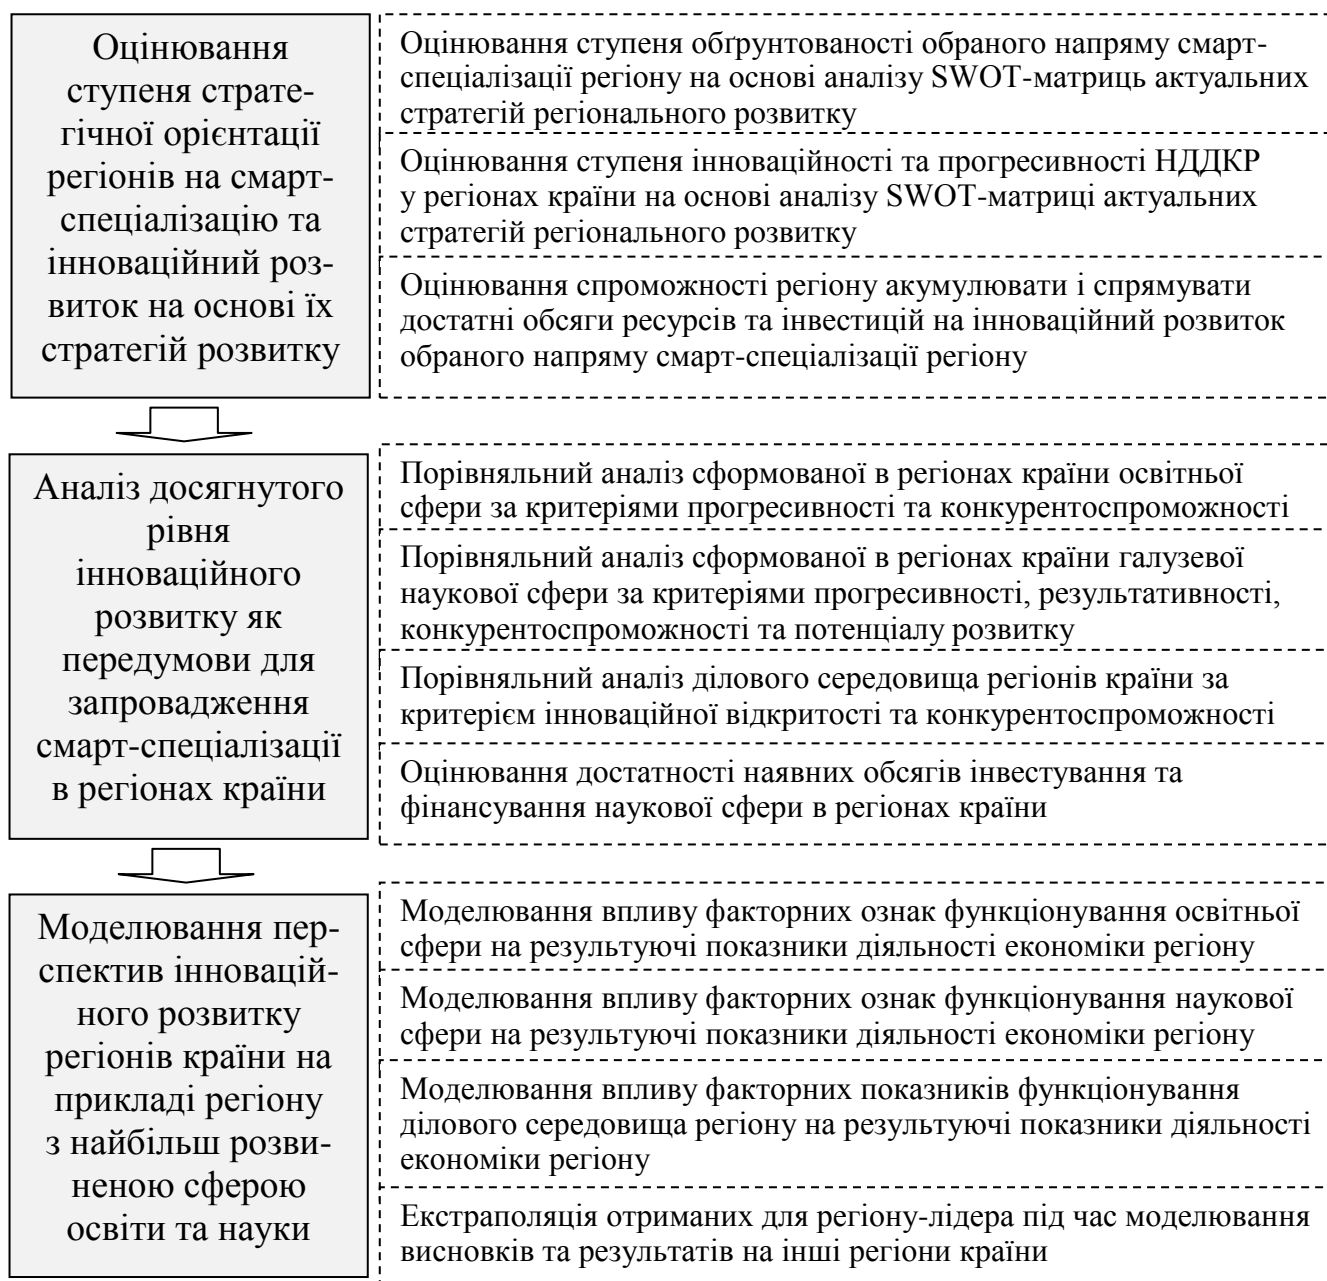 Оцінювання
ступеня страте-
гічної орієнтації
регіонів на смарт-
спеціалізацію та
інноваційний роз-
виток на основі їх
стратегій розвитку
Оцінювання ступеня обґрунтованості обраного напряму смарт-
спеціалізації регіону на основі аналізу SWOT-матриць актуальних
стратегій регіонального розвитку
Оцінювання ступеня інноваційності та прогресивності НДДКР
у регіонах країни на основі аналізу SWOT-матриці актуальних
стратегій регіонального розвитку
Оцінювання спроможності регіону акумулювати і спрямувати
достатні обсяги ресурсів та інвестицій на інноваційний розвиток
обраного напряму смарт-спеціалізації регіону
Аналіз досягнутого
рівня
інноваційного
розвитку як
передумови для
запровадження
смарт-спеціалізації
в регіонах країни
Порівняльний аналіз сформованої в регіонах країни освітньої
сфери за критеріями прогресивності та конкурентоспроможності
Порівняльний аналіз сформованої в регіонах країни галузевої
наукової сфери за критеріями прогресивності, результативності,
конкурентоспроможності та потенціалу розвитку
Порівняльний аналіз ділового середовища регіонів країни за
критерієм інноваційної відкритості та конкурентоспроможності
Оцінювання достатності наявних обсягів інвестування та
фінансування наукової сфери в регіонах країни
Моделювання пер-
спектив інновацій-
ного розвитку
регіонів країни на
прикладі регіону
з найбільш розви-
неною сферою
освіти та науки
Моделювання впливу факторних ознак функціонування освітньої
сфери на результуючі показники діяльності економіки регіону
Моделювання впливу факторних ознак функціонування наукової
сфери на результуючі показники діяльності економіки регіону
Моделювання впливу факторних показників функціонування
ділового середовища регіону на результуючі показники діяльності
економіки регіону
Екстраполяція отриманих для регіону-лідера під час моделювання
висновків та результатів на інші регіони країни